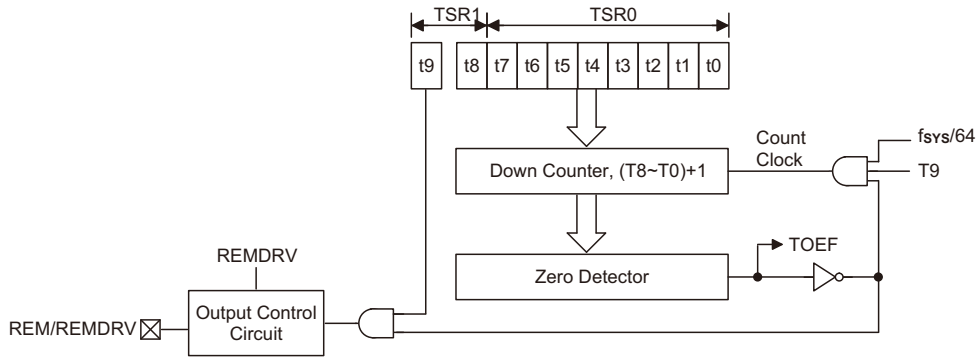 TSR1 TSR0
t9 t8 t7 t6 t5 t4 t3 t2 t1 t0
Down Counter, (T8~T0)+1
Count
Clock
fSYS/64
T9
Zero Detector
TOEF
REMDRV
Output Control
Circuit
REM/REMDRV